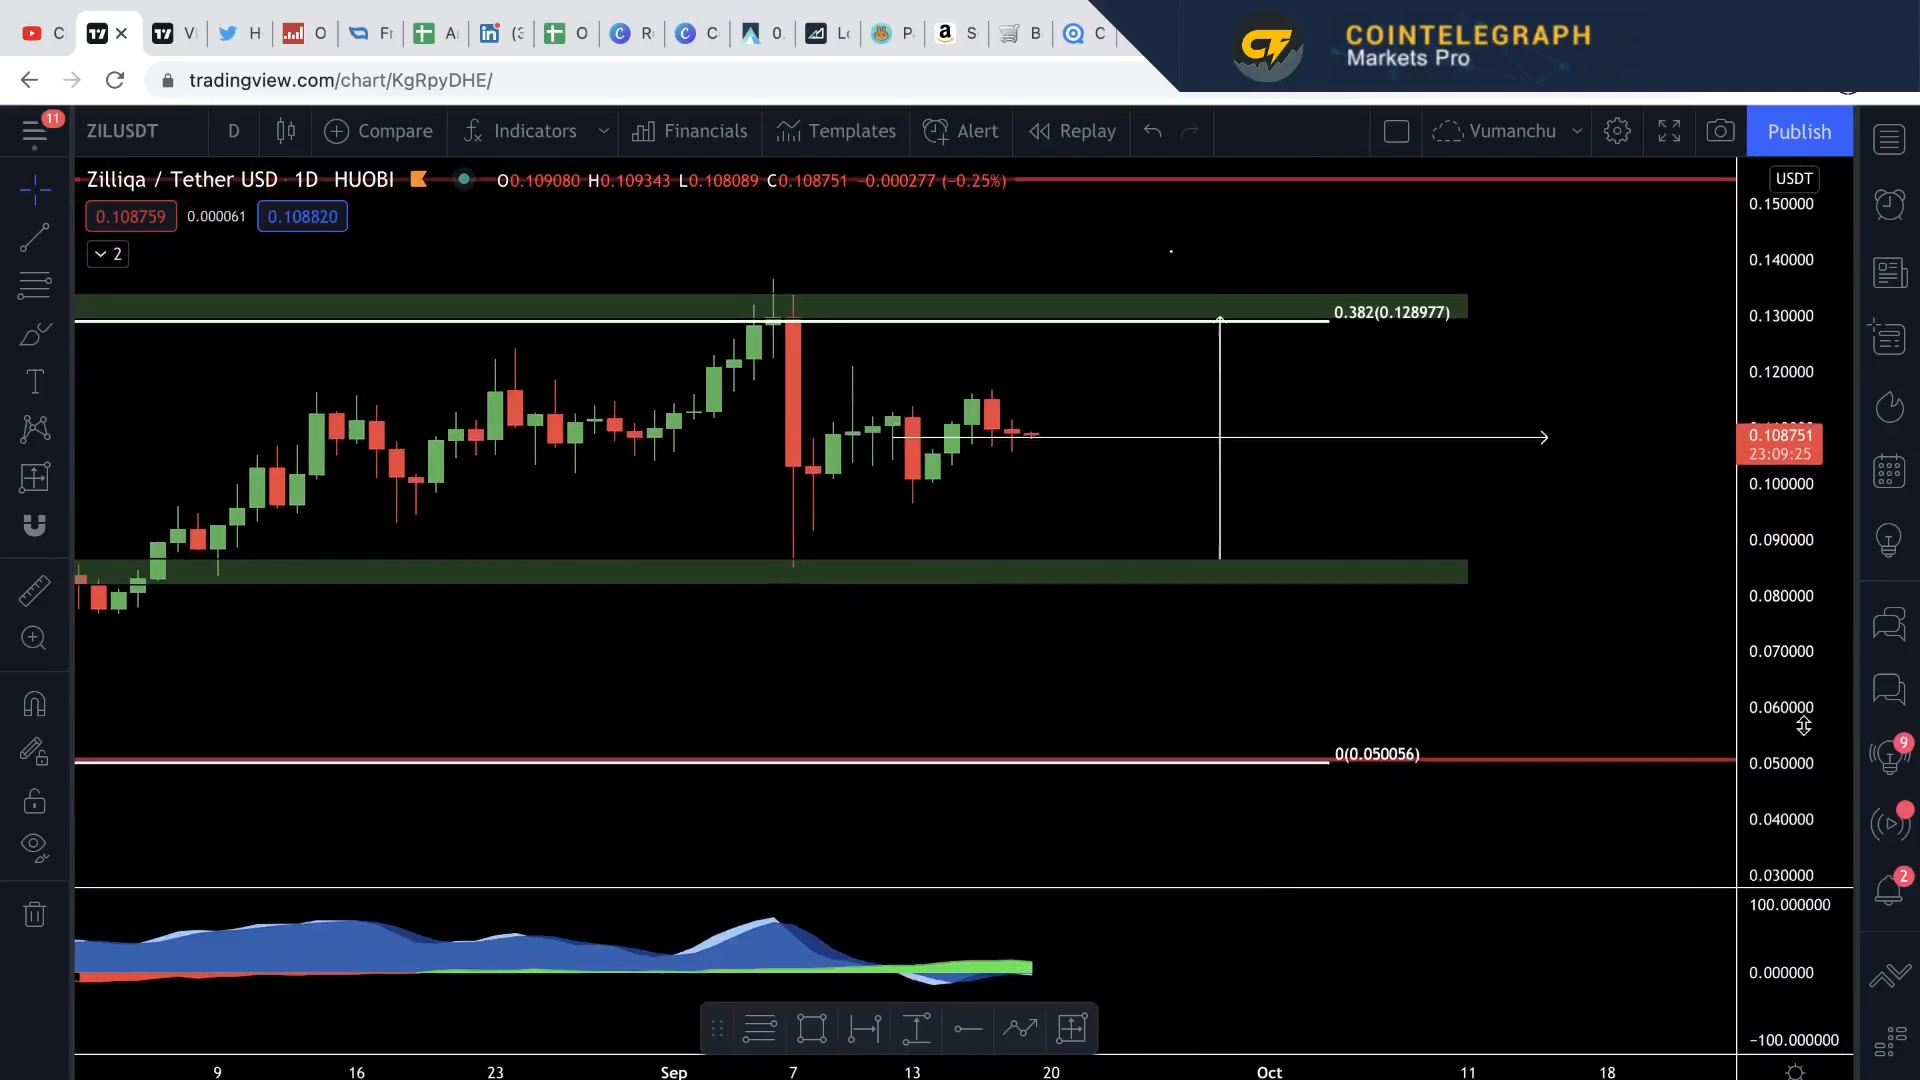 C
V
H
O
Fr
A
(3
O
R
C
0.
Lo
P
S
B
C
COINTELEGRAPH
Markets Pro
tradingview.com/chart/KgRpyDHE/
11
ZILUSDT
D
Compare
Indicators
Financials
Templates
Alert
Replay
Vumanchu
Publish
Zilliqa / Tether USD · 1D HUOBI
O0.109080 H0.109343 L0.108089 C0.108751 −0.000277 (−0.25%)
USDT
0.108759
0.000061
0.108820
2
0.150000
0.140000
0.382(0.128977)
0.130000
0.120000
0.108751
23:09:25
0.100000
0.090000
0.080000
0.070000
0.060000
0(0.050056)
0.050000
0.040000
0.030000
9
2
100.000000
0.000000
−100.000000
9
16
23
Sep
7
13
20
Oct
11
18